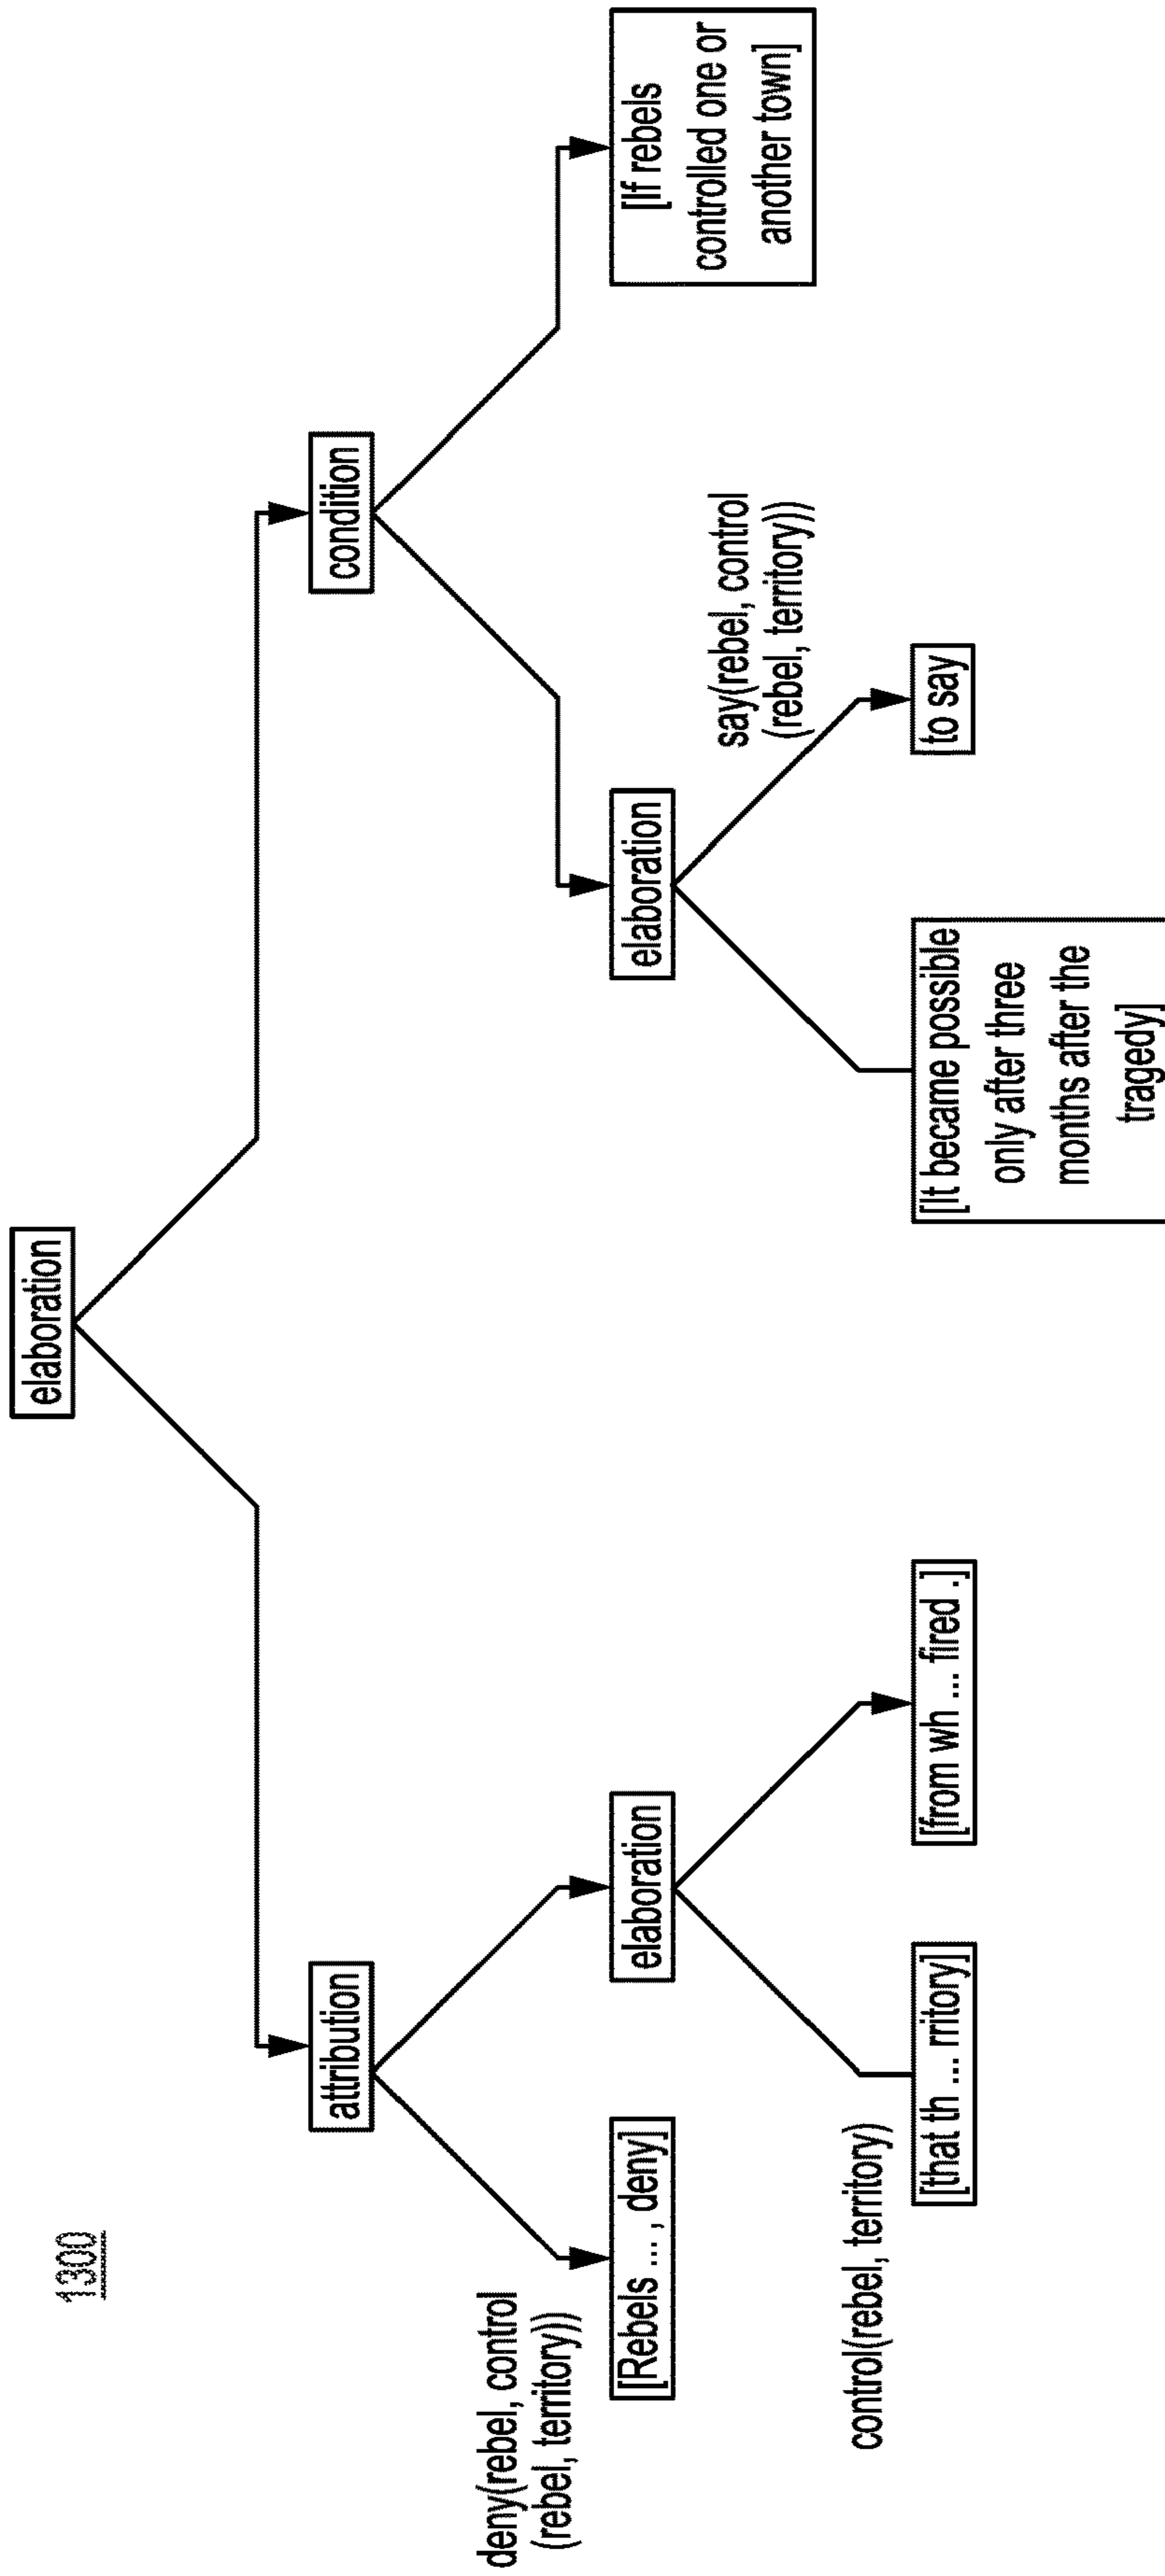 1300
elaboration
attribution
condition
deny(rebel, control
(rebel, territory))
[Rebels ... , deny]
elaboration
elaboration
[If rebels
controlled one or
another town]
control(rebel, territory)
say(rebel, control
(rebel, territory))
[that th ... rritory]
[from wh ... fired .]
[It became possible
only after three
months after the
tragedy]
to say